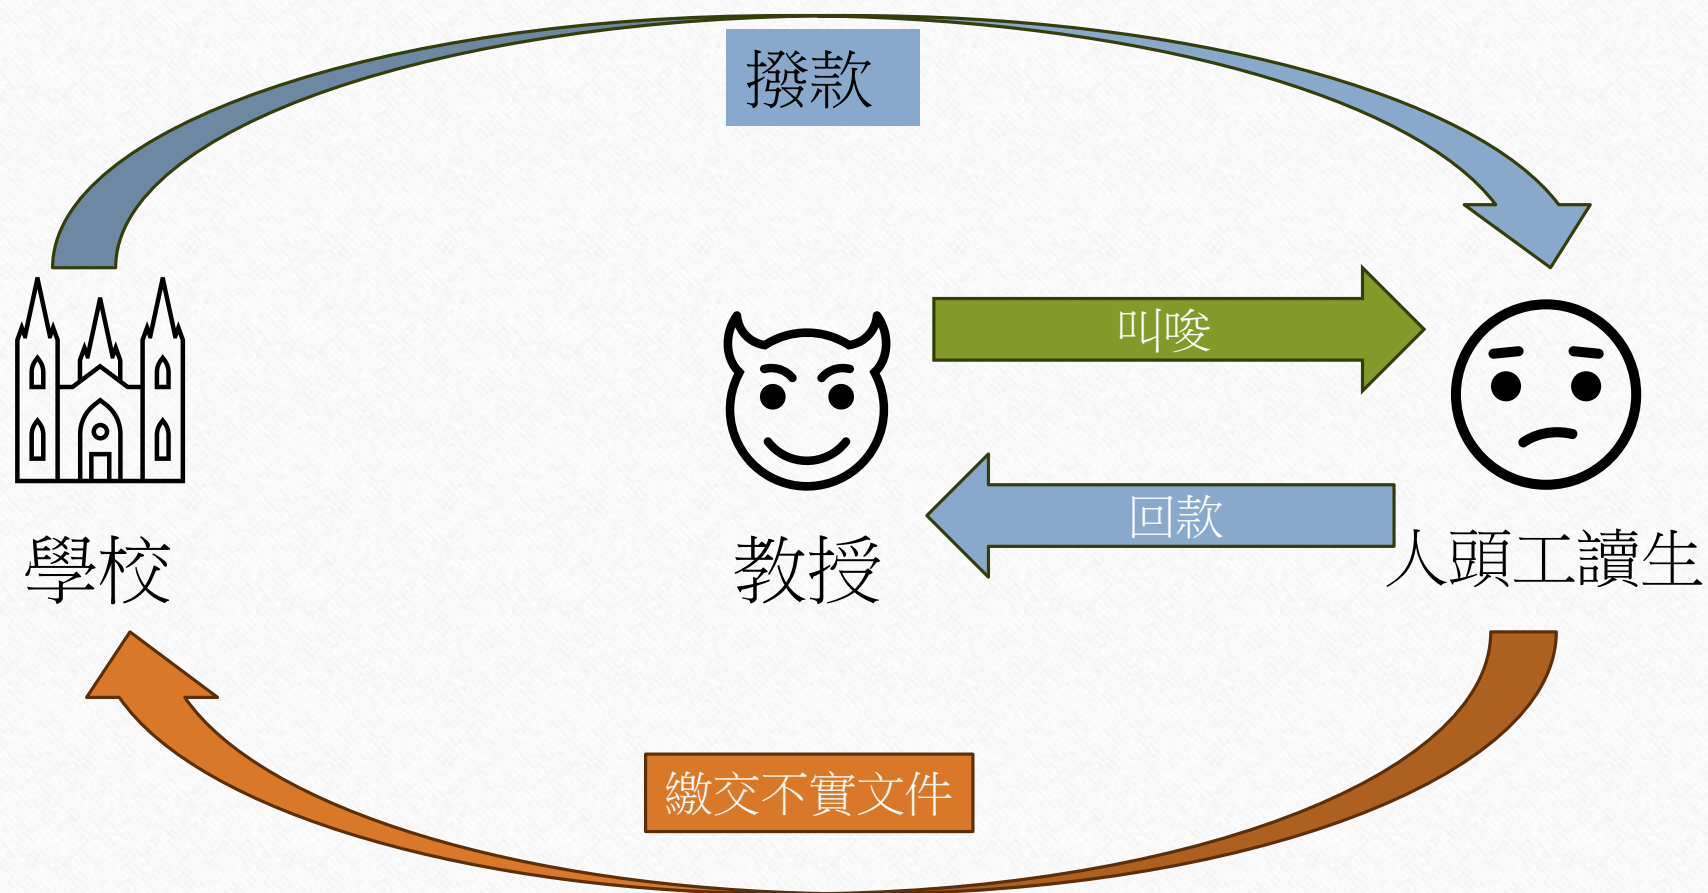 撥款
叫唆
回款
學校
教授
人頭工讀生
繳交不實文件